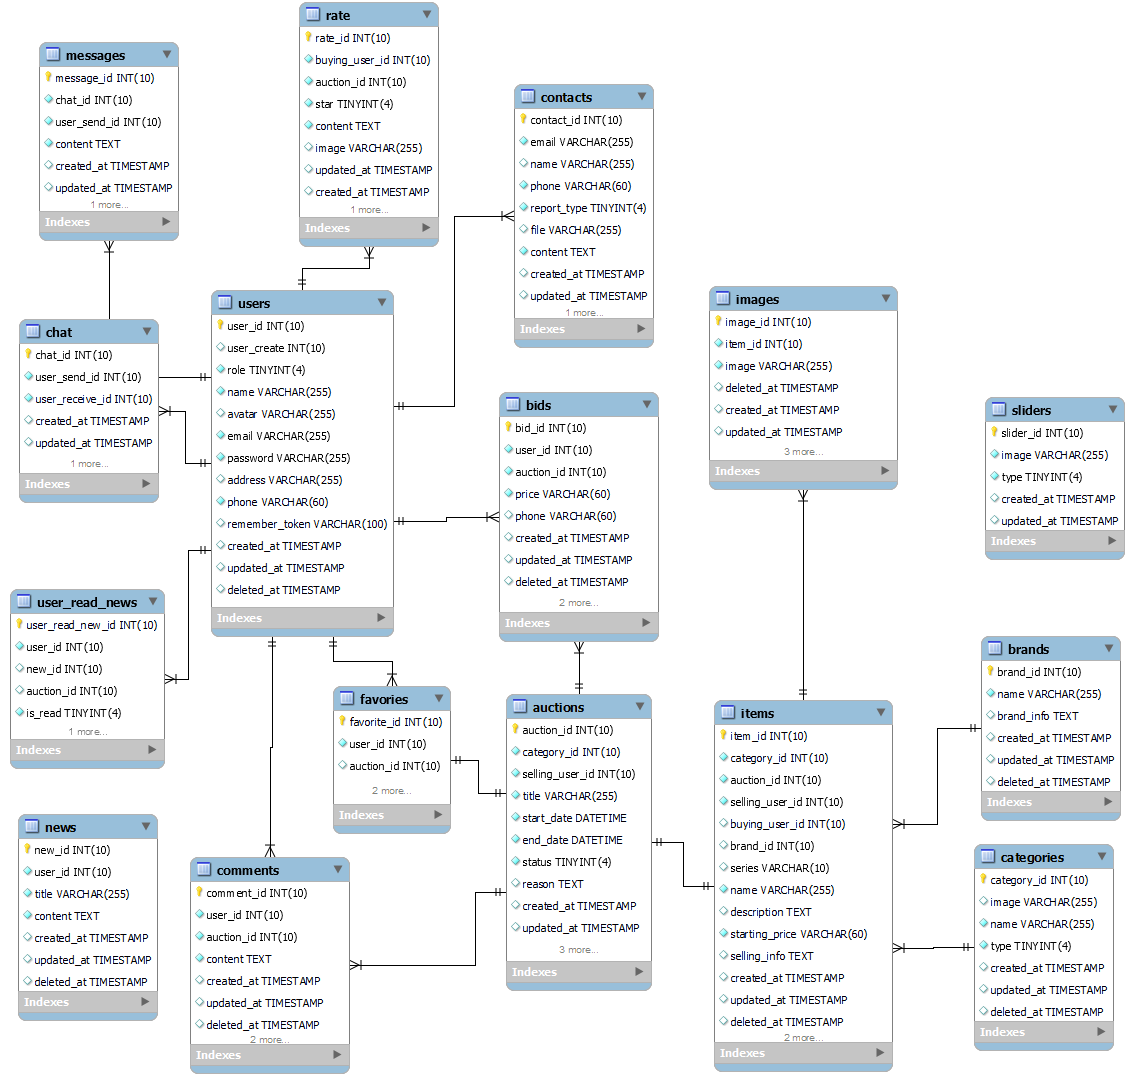 rate
rate_id INT(10)
buying_user_id INT(10)
auction_id INT(10)
star TINYINT(4)
content TEXT
image VARCHAR(255)
updated_at TIMESTAMP
created_at TIMESTAMP
1 more...
Indexes
messages
message_id INT(10)
chat_id INT(10)
user_send_id INT(10)
content TEXT
created_at TIMESTAMP
updated_at TIMESTAMP
1 more...
Indexes
contacts
contact_id INT(10)
email VARCHAR(255)
name VARCHAR(255)
phone VARCHAR(60)
report_type TINYINT(4)
file VARCHAR(255)
content TEXT
created_at TIMESTAMP
updated_at TIMESTAMP
1 more...
Indexes
users
user_id INT(10)
user_create INT(10)
role TINYINT(4)
name VARCHAR(255)
avatar VARCHAR(255)
email VARCHAR(255)
password VARCHAR(255)
address VARCHAR(255)
phone VARCHAR(60)
remember_token VARCHAR(100)
created_at TIMESTAMP
updated_at TIMESTAMP
deleted_at TIMESTAMP
Indexes
chat
chat_id INT(10)
user_send_id INT(10)
user_receive_id INT(10)
created_at TIMESTAMP
updated_at TIMESTAMP
1 more...
Indexes
images
image_id INT(10)
item_id INT(10)
image VARCHAR(255)
deleted_at TIMESTAMP
created_at TIMESTAMP
updated_at TIMESTAMP
3 more...
Indexes
bids
bid_id INT(10)
user_id INT(10)
auction_id INT(10)
price VARCHAR(60)
phone VARCHAR(60)
created_at TIMESTAMP
updated_at TIMESTAMP
deleted_at TIMESTAMP
2 more...
Indexes
sliders
slider_id INT(10)
image VARCHAR(255)
type TINYINT(4)
created_at TIMESTAMP
updated_at TIMESTAMP
Indexes
user_read_news
user_read_new_id INT(10)
user_id INT(10)
new_id INT(10)
auction_id INT(10)
is_read TINYINT(4)
1 more...
Indexes
favories
favorite_id INT(10)
user_id INT(10)
auction_id INT(10)
2 more...
Indexes
auctions
auction_id INT(10)
category_id INT(10)
selling_user_id INT(10)
title VARCHAR(255)
start_date DATETIME
end_date DATETIME
status TINYINT(4)
reason TEXT
created_at TIMESTAMP
updated_at TIMESTAMP
3 more...
Indexes
items
item_id INT(10)
category_id INT(10)
auction_id INT(10)
selling_user_id INT(10)
buying_user_id INT(10)
brand_id INT(10)
series VARCHAR(10)
name VARCHAR(255)
description TEXT
starting_price VARCHAR(60)
selling_info TEXT
created_at TIMESTAMP
updated_at TIMESTAMP
deleted_at TIMESTAMP
2 more...
Indexes
brands
brand_id INT(10)
name VARCHAR(255)
brand_info TEXT
created_at TIMESTAMP
updated_at TIMESTAMP
deleted_at TIMESTAMP
Indexes
news
new_id INT(10)
user_id INT(10)
title VARCHAR(255)
content TEXT
created_at TIMESTAMP
updated_at TIMESTAMP
deleted_at TIMESTAMP
Indexes
comments
comment_id INT(10)
user_id INT(10)
auction_id INT(10)
content TEXT
created_at TIMESTAMP
updated_at TIMESTAMP
deleted_at TIMESTAMP
2 more...
Indexes
categories
category_id INT(10)
image VARCHAR(255)
name VARCHAR(255)
type TINYINT(4)
created_at TIMESTAMP
updated_at TIMESTAMP
deleted_at TIMESTAMP
Indexes